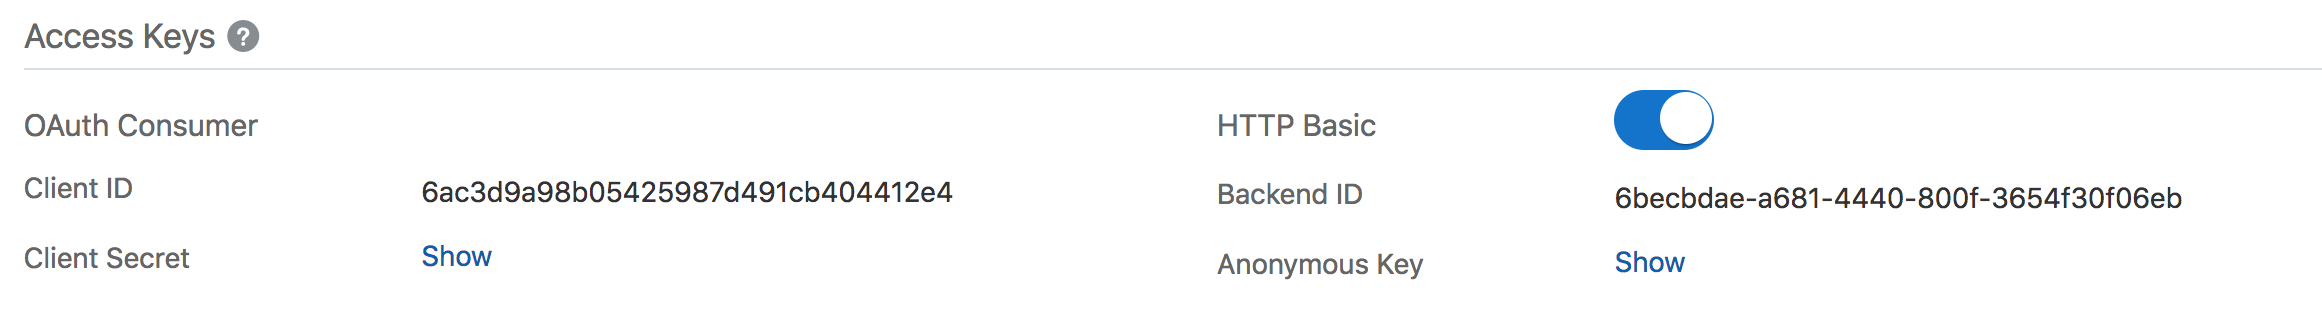 Access Keys ?
OAuth Consumer
Client ID 6ac3d9a98b05425987d491cb404412e4
Client Secret Show
HTTP Basic
Backend ID 6becbdae-a681-4440-800f-3654f30f06eb
Anonymous Key Show